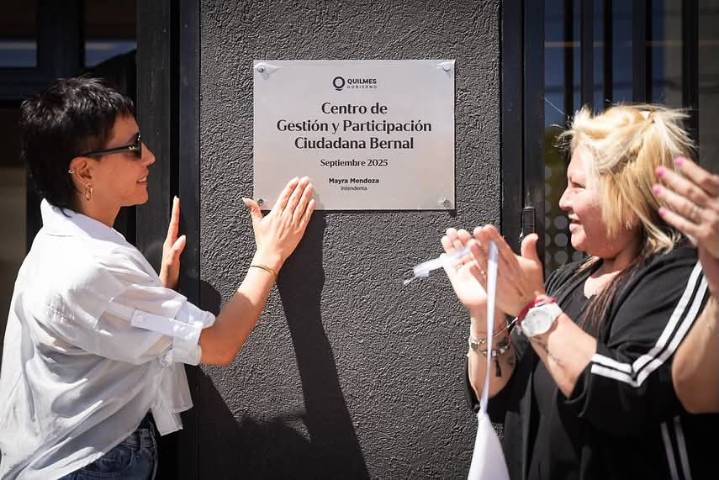 QUILMES
GOBIERNO
Centro de
Gestión y Participación
Ciudadana Bernal
Septiembre 2025
Mayra Mendoza
Intendenta